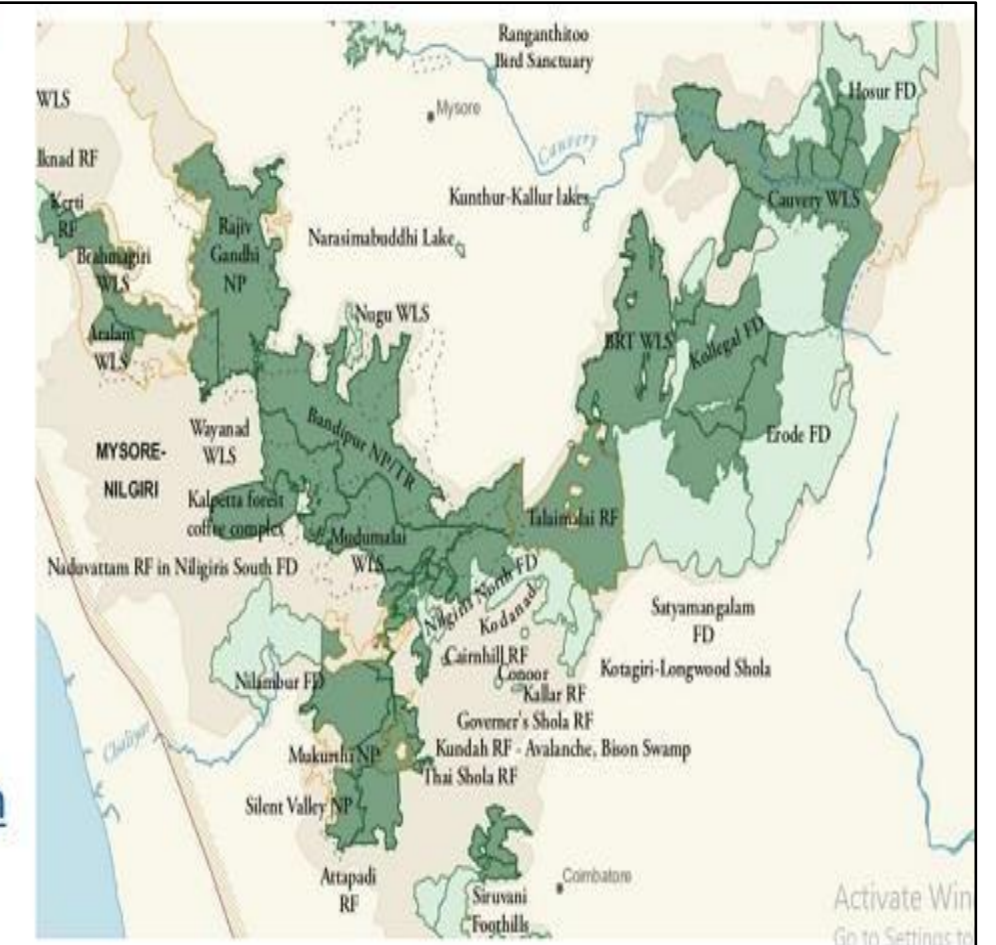 Ranganthitoo
Bird Sanctuary
Hosur FD
WLS
Mysore
Cauvery
lknad RF
Kerti
RF
Kunthur-Kallur lakes
Cauvery WLS
Rajiv
Gandhi
NP
Narasimabuddhi Lake
Brahmagiri
WLS
Nugu WLS
Aralam
WLS
BRT WLS
Kollegal FD
Wayanad
WLS
Bandipur NP/TR
Erode FD
MYSORE-
NILGIRI
Kalpetta forest
coffee complex
Mudumalai
WLS
Talaimalai RF
Naduvattam RF in Niligiris South FD
Nilgiris North FD
Kodanad
Satyamangalam
FD
Cairnhill RF
Conoor
Kotagiri-Longwood Shola
Nilambur FD
Kallar RF
Governer's Shola RF
Chaliyar
Mukurthi NP
Kundah RF - Avalanche, Bison Swamp
Thai Shola RF
Silent Valley NP
Attapadi
RF
Coimbatore
Siruvani
Foothills
Activate Win
Go to Settings to